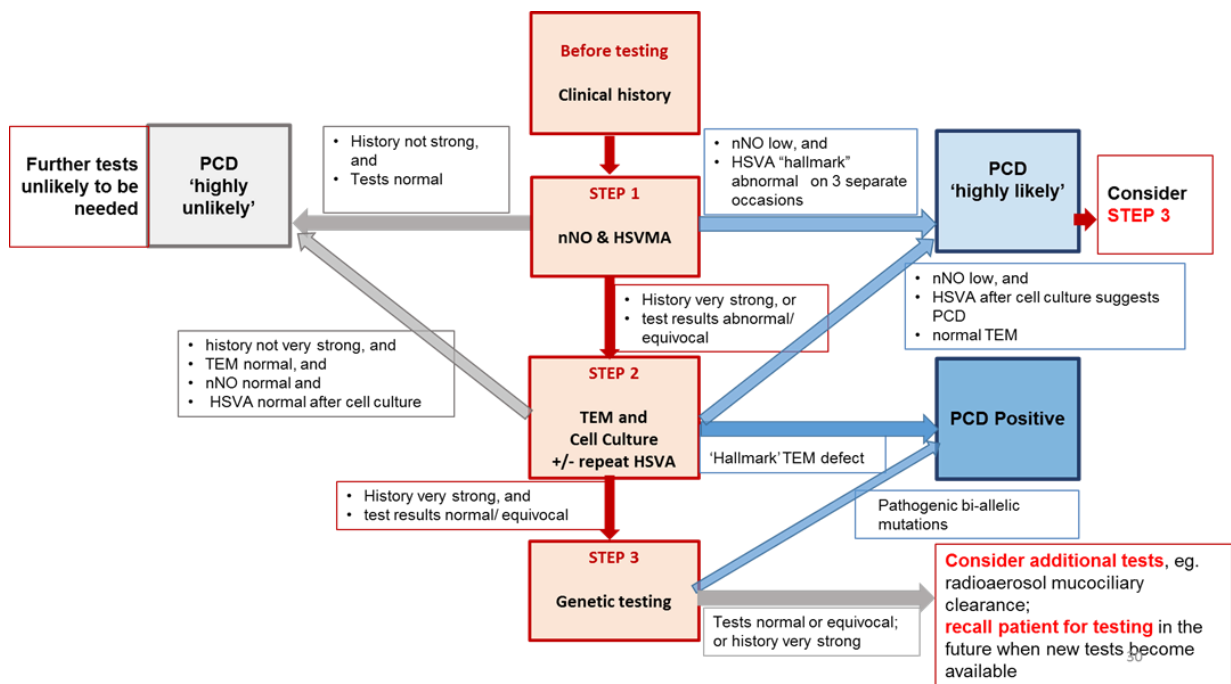 Before testing
Clinical history
Further tests
unlikely to be
needed
PCD
‘highly
unlikely’
• History not strong,
and
• Tests normal
STEP 1
nNO & HSVMA
• nNO low, and
• HSVA “hallmark”
abnormal on 3 separate
occasions
PCD
‘highly likely’
Consider
STEP 3
• History very strong, or
• test results abnormal/
equivocal
• nNO low, and
• HSVA after cell culture suggests
PCD
• normal TEM
• history not very strong, and
• TEM normal, and
• nNO normal and
• HSVA normal after cell culture
STEP 2
TEM and
Cell Culture
+/- repeat HSVA
‘Hallmark’ TEM defect
PCD Positive
• History very strong, and
• test results normal/ equivocal
Pathogenic bi-allelic
mutations
STEP 3
Genetic testing
Tests normal or equivocal;
or history very strong
Consider additional tests, eg.
radioaerosol mucociliary
clearance;
recall patient for testing in the
future when new tests become
available
30